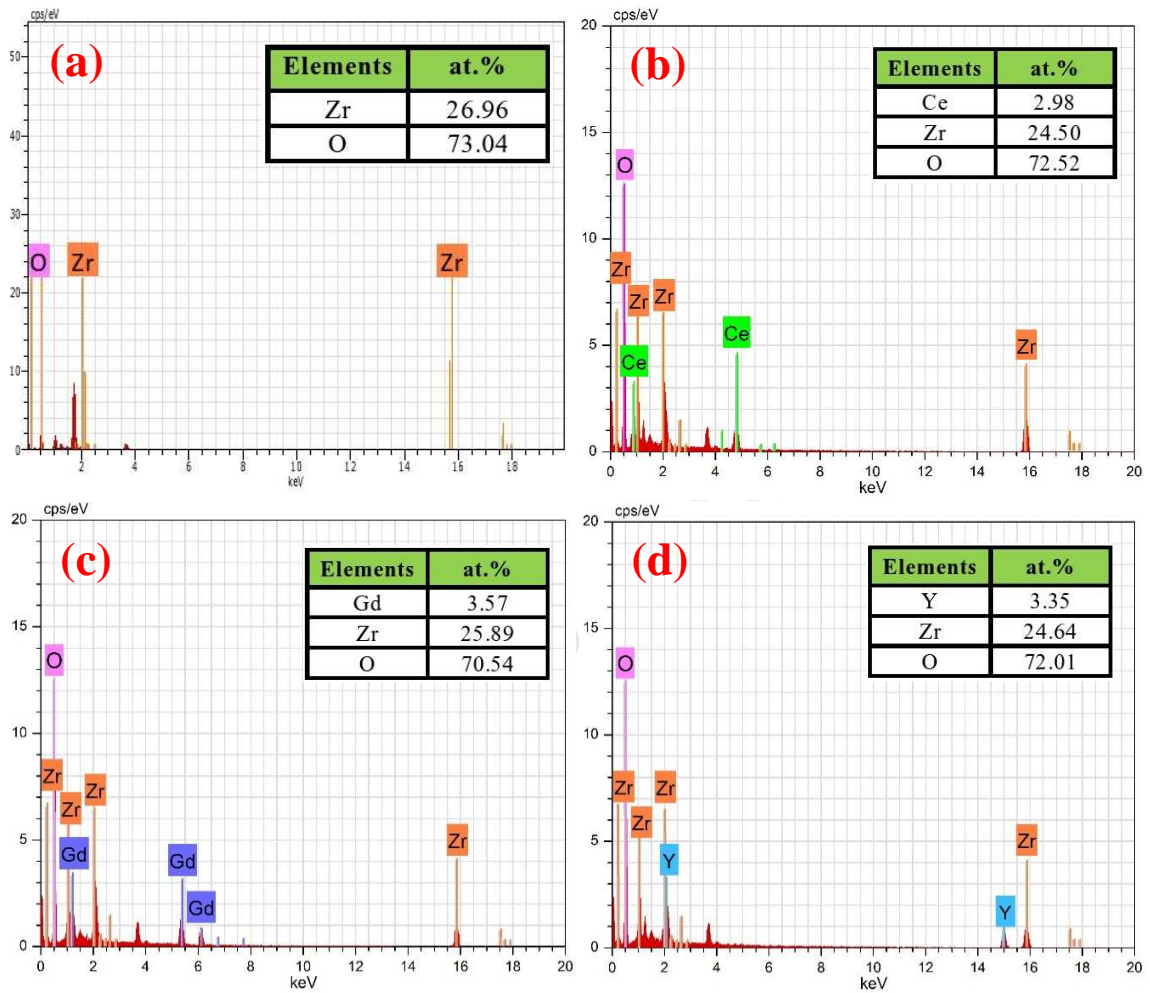 cps/eV
(a)
Elements at.%
Zr 26.96
O 73.04
50
40
30
20
10
0
O Zr Zr
2 4 6 8 10 12 14 16 18
keV
cps/eV
(b)
Elements at.%
Ce 2.98
Zr 24.50
O 72.52
20
15
10
5
0
O
Zr Zr Zr
Ce Ce
Zr
0 2 4 6 8 10 12 14 16 18 20
keV
cps/eV
(c)
Elements at.%
Gd 3.57
Zr 25.89
O 70.54
20
15
10
5
0
O
Zr Zr Zr
Gd Gd Gd
Zr
0 2 4 6 8 10 12 14 16 18 20
keV
cps/eV
(d)
Elements at.%
Y 3.35
Zr 24.64
O 72.01
20
15
10
5
0
O
Zr Zr Zr
Y Y
Zr
0 2 4 6 8 10 12 14 16 18 20
keV